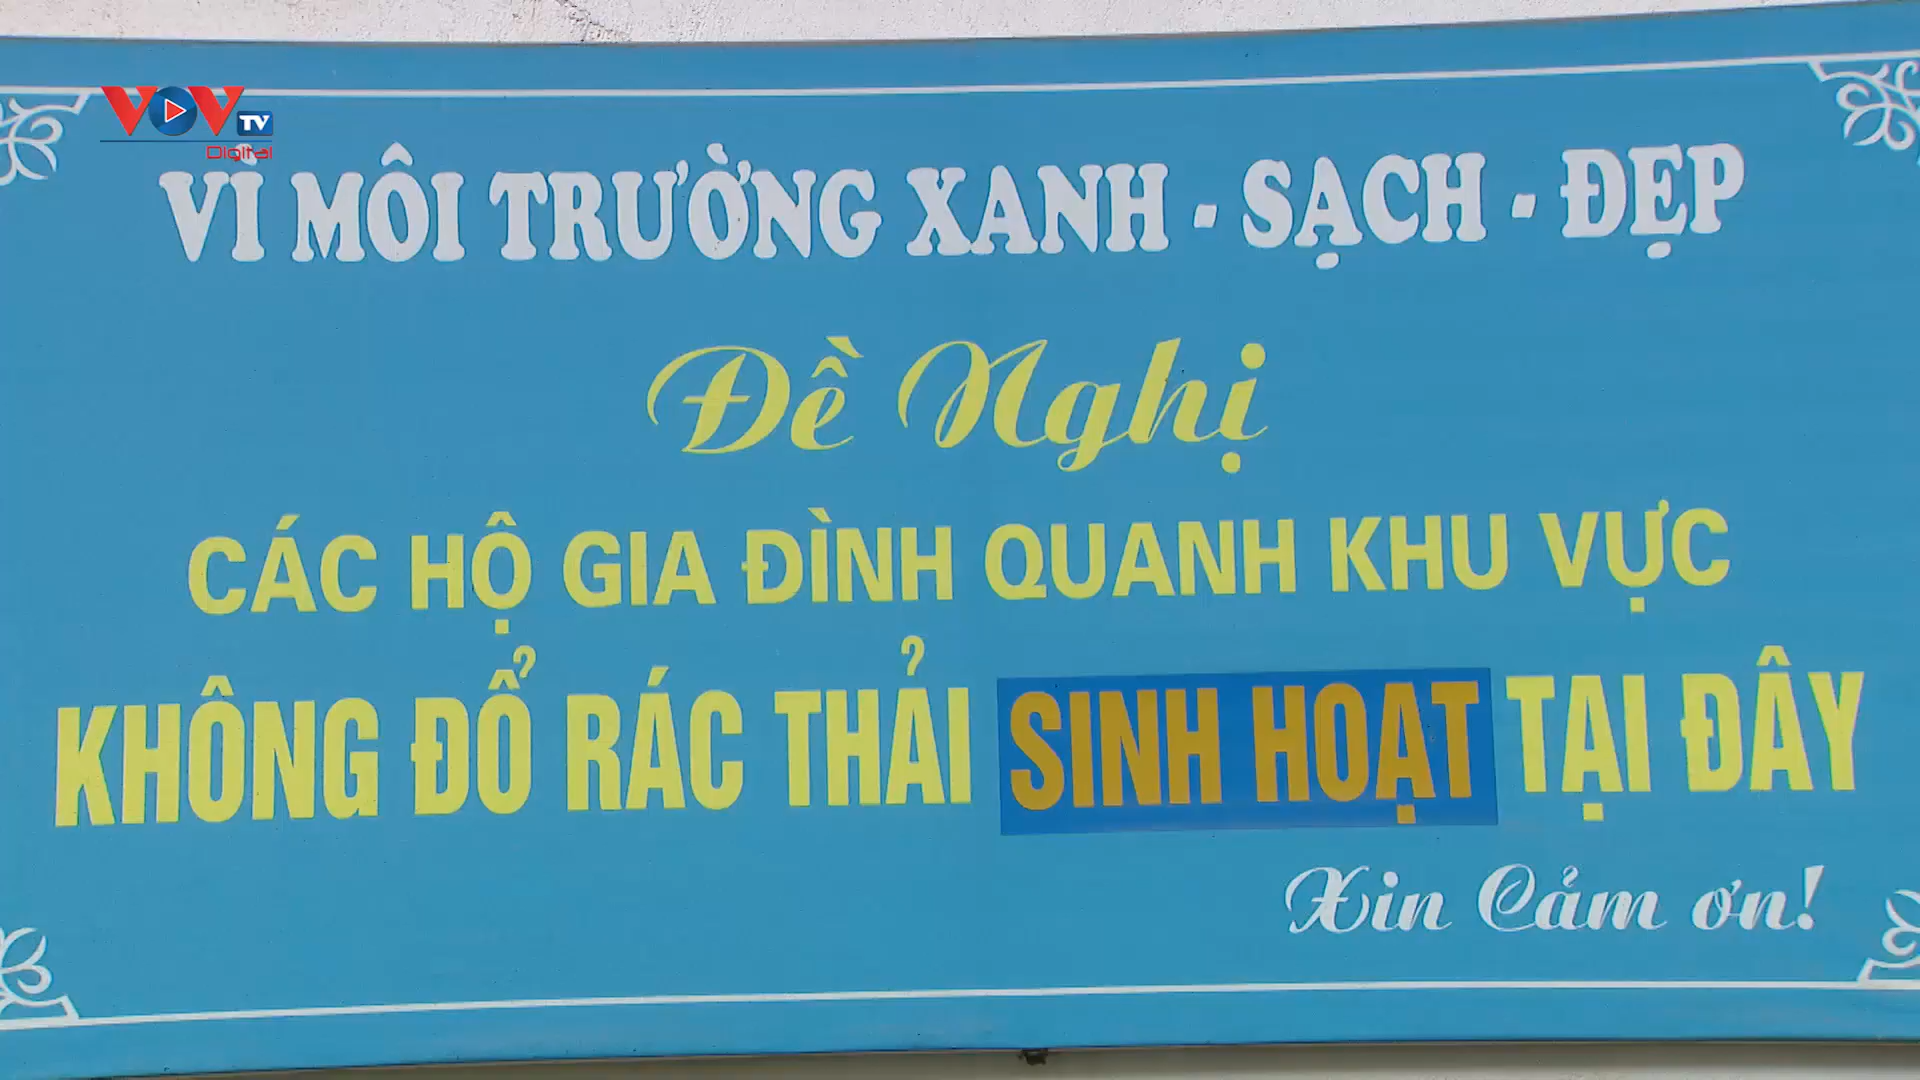 VOV TV
Digital
VÌ MÔI TRƯỜNG XANH - SẠCH - ĐẸP
Đề Nghị
CÁC HỘ GIA ĐÌNH QUANH KHU VỰC
KHÔNG ĐỔ RÁC THẢI SINH HOẠT TẠI ĐÂY
Xin Cảm ơn!